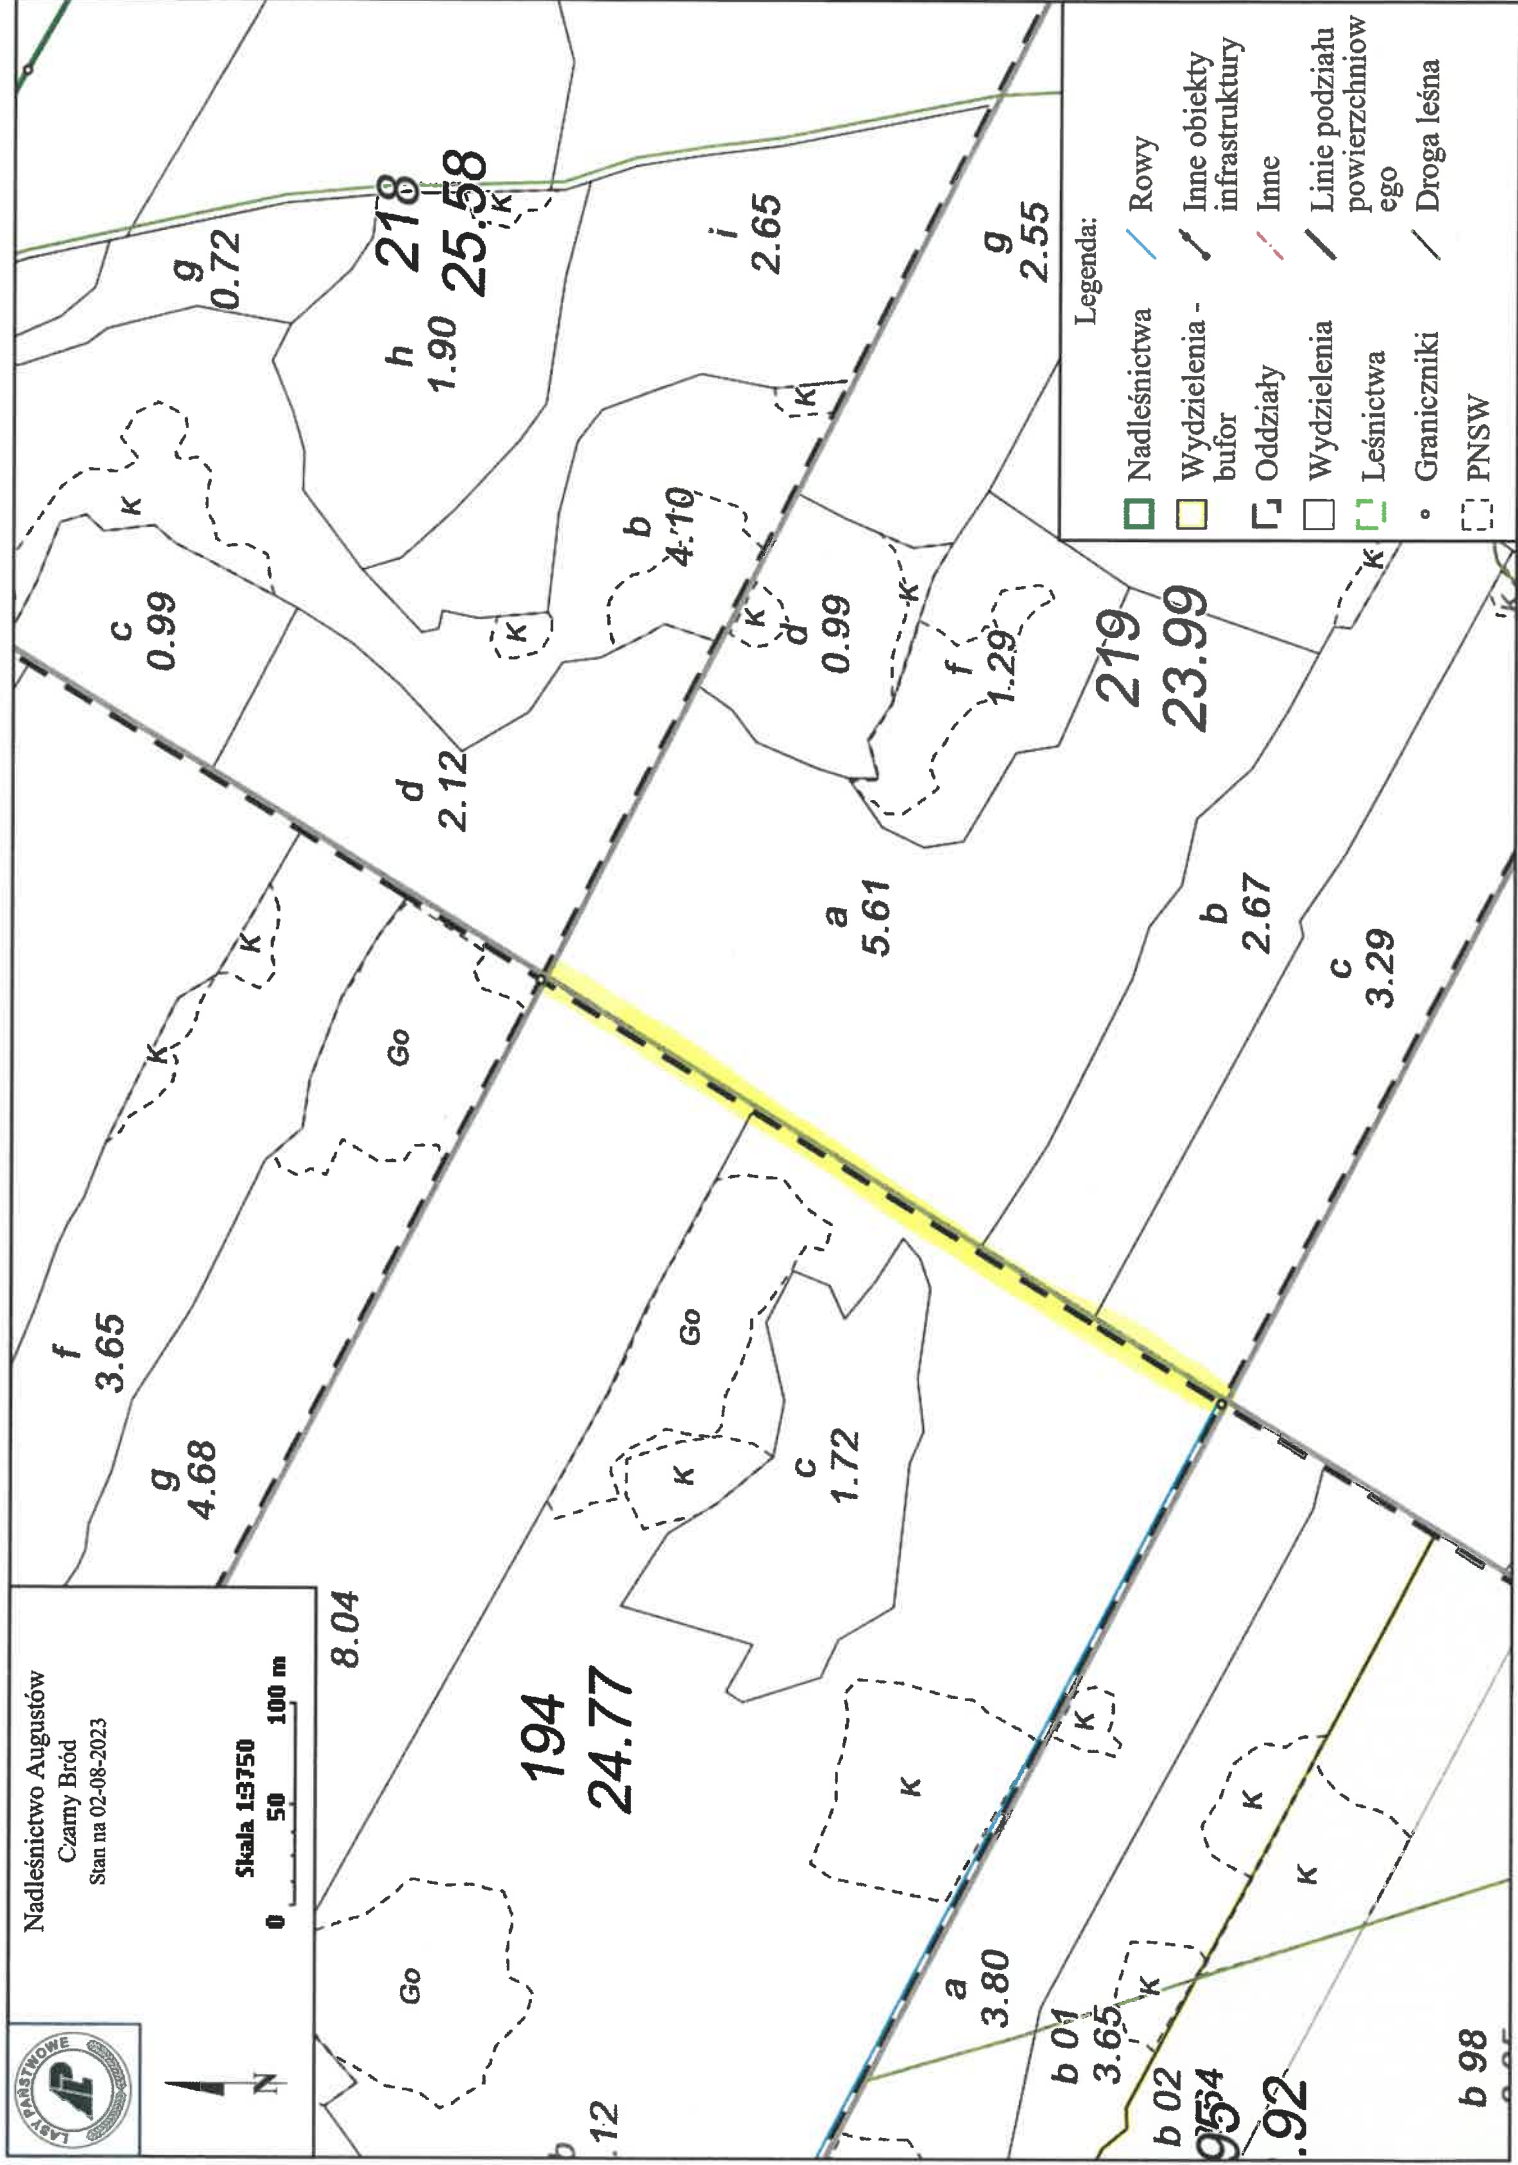 LASY PAŃSTWOWE
Nadleśnictwo Augustów
Czarny Bród
Stan na 02-08-2023
Skala 1:3750
0 50 100 m
N
f
3.65
g
4.68
8.04
194
24.77
Go
Go
Go
K
K
K
c
1.72
K
K
12
a
3.80
b 01
3.65
b 02
.92
b 98
K
K
K
c
0.99
K
d
2.12
g
0.72
h
1.90
218
25.58
K
i
2.65
b
4.10
K
K
K
d
0.99
K
f
1.29
g
2.55
a
5.61
219
23.99
b
2.67
c
3.29
K
K
Legenda:
Nadleśnictwa
Wydzielenia -
bufor
Oddziały
Wydzielenia
Leśnictwa
Graniczniki
PNSW
Rowy
Inne obiekty
infrastruktury
Inne
Linie podziału
powierzchniow
ego
Droga leśna